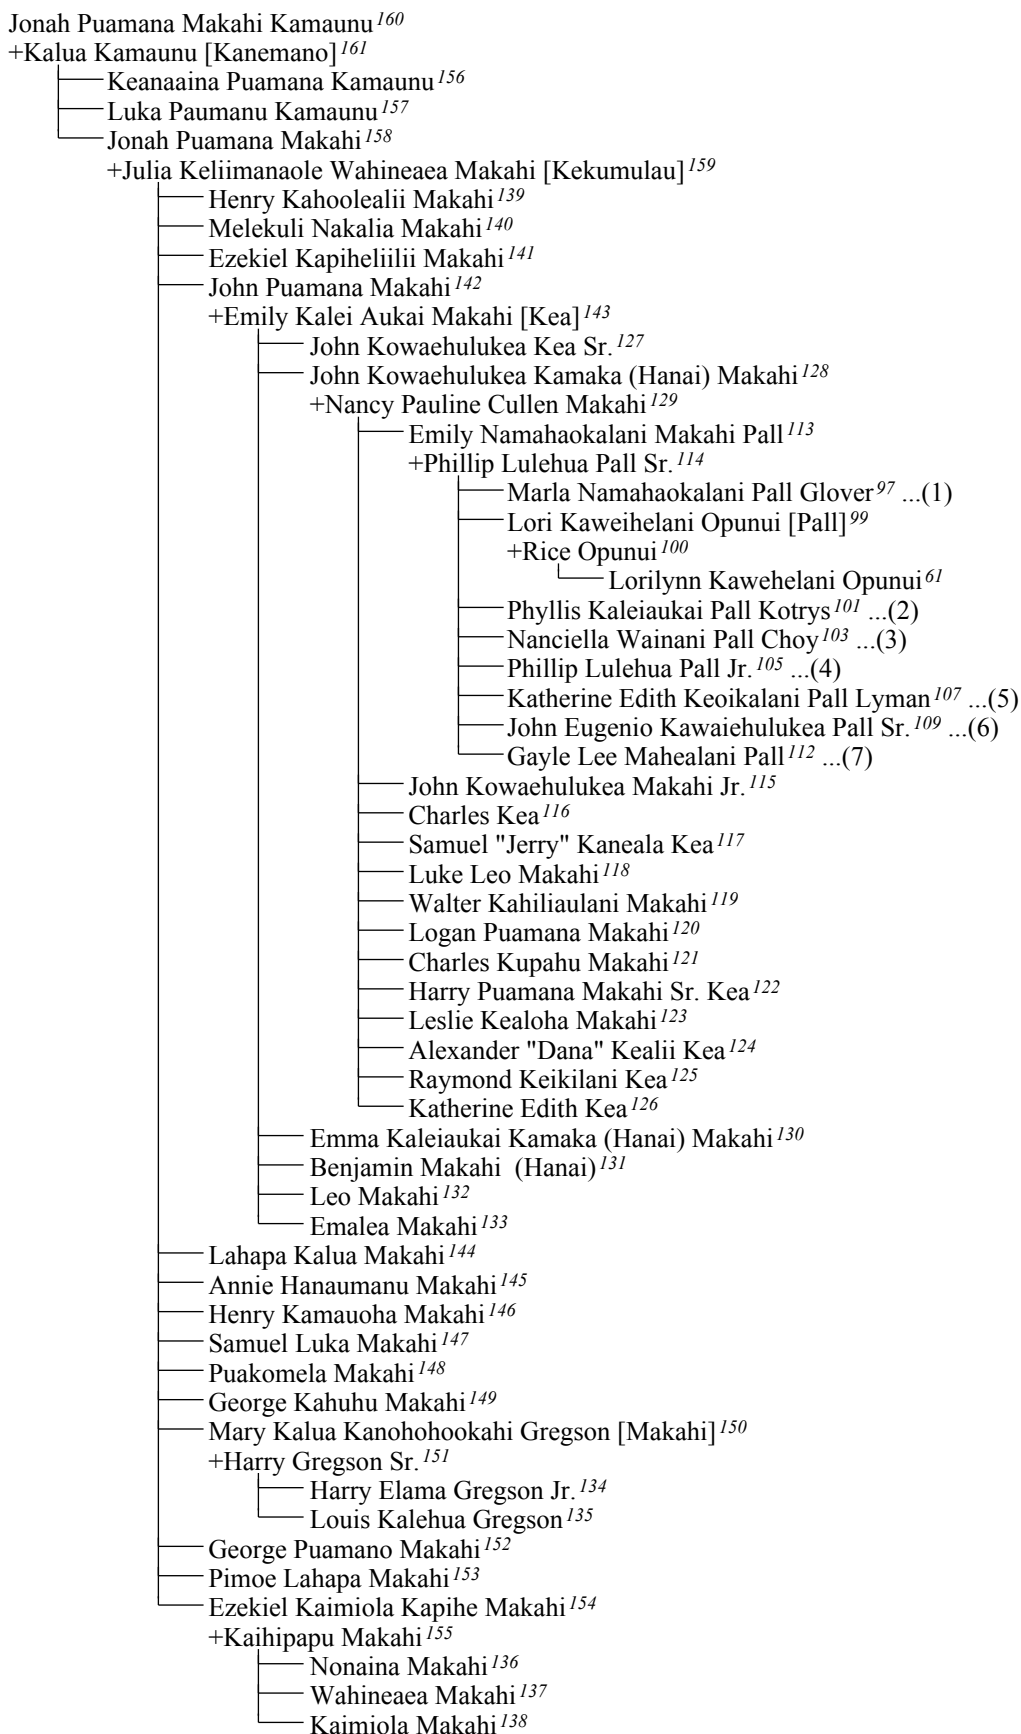 Jonah Puamana Makahi Kamaunu160
+Kalua Kamaunu [Kanemano]161
Keanaaina Puamana Kamaunu156
Luka Paumanu Kamaunu157
Jonah Puamana Makahi158
+Julia Keliimanaole Wahineaea Makahi [Kekumulau]159
Henry Kahoolealii Makahi139
Melekuli Nakalia Makahi140
Ezekiel Kapiheliilii Makahi141
John Puamana Makahi142
+Emily Kalei Aukai Makahi [Kea]143
John Kowaehulukea Kea Sr.127
John Kowaehulukea Kamaka (Hanai) Makahi128
+Nancy Pauline Cullen Makahi129
Emily Namahaokalani Makahi Pall113
+Phillip Lulehua Pall Sr.114
Marla Namahaokalani Pall Glover97 ...(1)
Lori Kaweihelani Opunui [Pall]99
+Rice Opunui100
Lorilynn Kawehelani Opunui61
Phyllis Kaleiaukai Pall Kotrys101 ...(2)
Nanciella Wainani Pall Choy103 ...(3)
Phillip Lulehua Pall Jr.105 ...(4)
Katherine Edith Keoikalani Pall Lyman107 ...(5)
John Eugenio Kawaiehulukea Pall Sr.109 ...(6)
Gayle Lee Mahealani Pall112 ...(7)
John Kowaehulukea Makahi Jr.115
Charles Kea116
Samuel "Jerry" Kaneala Kea117
Luke Leo Makahi118
Walter Kahiliaulani Makahi119
Logan Puamana Makahi120
Charles Kupahu Makahi121
Harry Puamana Makahi Sr. Kea122
Leslie Kealoha Makahi123
Alexander "Dana" Kealii Kea124
Raymond Keikilani Kea125
Katherine Edith Kea126
Emma Kaleiaukai Kamaka (Hanai) Makahi130
Benjamin Makahi (Hanai)131
Leo Makahi132
Emalea Makahi133
Lahapa Kalua Makahi144
Annie Hanaumanu Makahi145
Henry Kamauoha Makahi146
Samuel Luka Makahi147
Puakomela Makahi148
George Kahuhu Makahi149
Mary Kalua Kanohohookahi Gregson [Makahi]150
+Harry Gregson Sr.151
Harry Elama Gregson Jr.134
Louis Kalehua Gregson135
George Puamano Makahi152
Pimoe Lahapa Makahi153
Ezekiel Kaimiola Kapihe Makahi154
+Kaihipapu Makahi155
Nonaina Makahi136
Wahineaea Makahi137
Kaimiola Makahi138